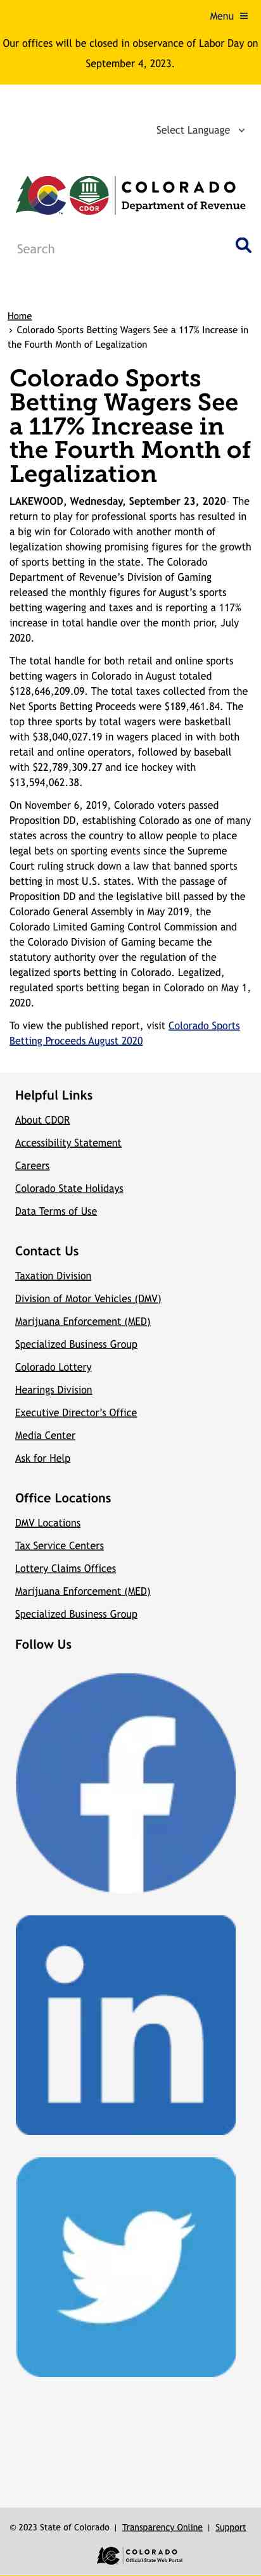 Menu ≡
Our offices will be closed in observance of Labor Day on
September 4, 2023.
Select Language
COLORADO
CDOR
Department of Revenue
Search
Home
› Colorado Sports Betting Wagers See a 117% Increase in
the Fourth Month of Legalization
Colorado Sports
Betting Wagers See
a 117% Increase in
the Fourth Month of
Legalization
LAKEWOOD, Wednesday, September 23, 2020– The
return to play for professional sports has resulted in
a big win for Colorado with another month of
legalization showing promising figures for the growth
of sports betting in the state. The Colorado
Department of Revenue’s Division of Gaming
released the monthly figures for August’s sports
betting wagering and taxes and is reporting a 117%
increase in total handle over the month prior, July
2020.
The total handle for both retail and online sports
betting wagers in Colorado in August totaled
$128,646,209.09. The total taxes collected from the
Net Sports Betting Proceeds were $189,461.84. The
top three sports by total wagers were basketball
with $38,040,027.19 in wagers placed in with both
retail and online operators, followed by baseball
with $22,789,309.27 and ice hockey with
$13,594,062.38.
On November 6, 2019, Colorado voters passed
Proposition DD, establishing Colorado as one of many
states across the country to allow people to place
legal bets on sporting events since the Supreme
Court ruling struck down a law that banned sports
betting in most U.S. states. With the passage of
Proposition DD and the legislative bill passed by the
Colorado General Assembly in May 2019, the
Colorado Limited Gaming Control Commission and
the Colorado Division of Gaming became the
statutory authority over the regulation of the
legalized sports betting in Colorado. Legalized,
regulated sports betting began in Colorado on May 1,
2020.
To view the published report, visit Colorado Sports
Betting Proceeds August 2020
Helpful Links
About CDOR
Accessibility Statement
Careers
Colorado State Holidays
Data Terms of Use
Contact Us
Taxation Division
Division of Motor Vehicles (DMV)
Marijuana Enforcement (MED)
Specialized Business Group
Colorado Lottery
Hearings Division
Executive Director’s Office
Media Center
Ask for Help
Office Locations
DMV Locations
Tax Service Centers
Lottery Claims Offices
Marijuana Enforcement (MED)
Specialized Business Group
Follow Us
f
in
© 2023 State of Colorado | Transparency Online | Support
COLORADO
Official State Web Portal